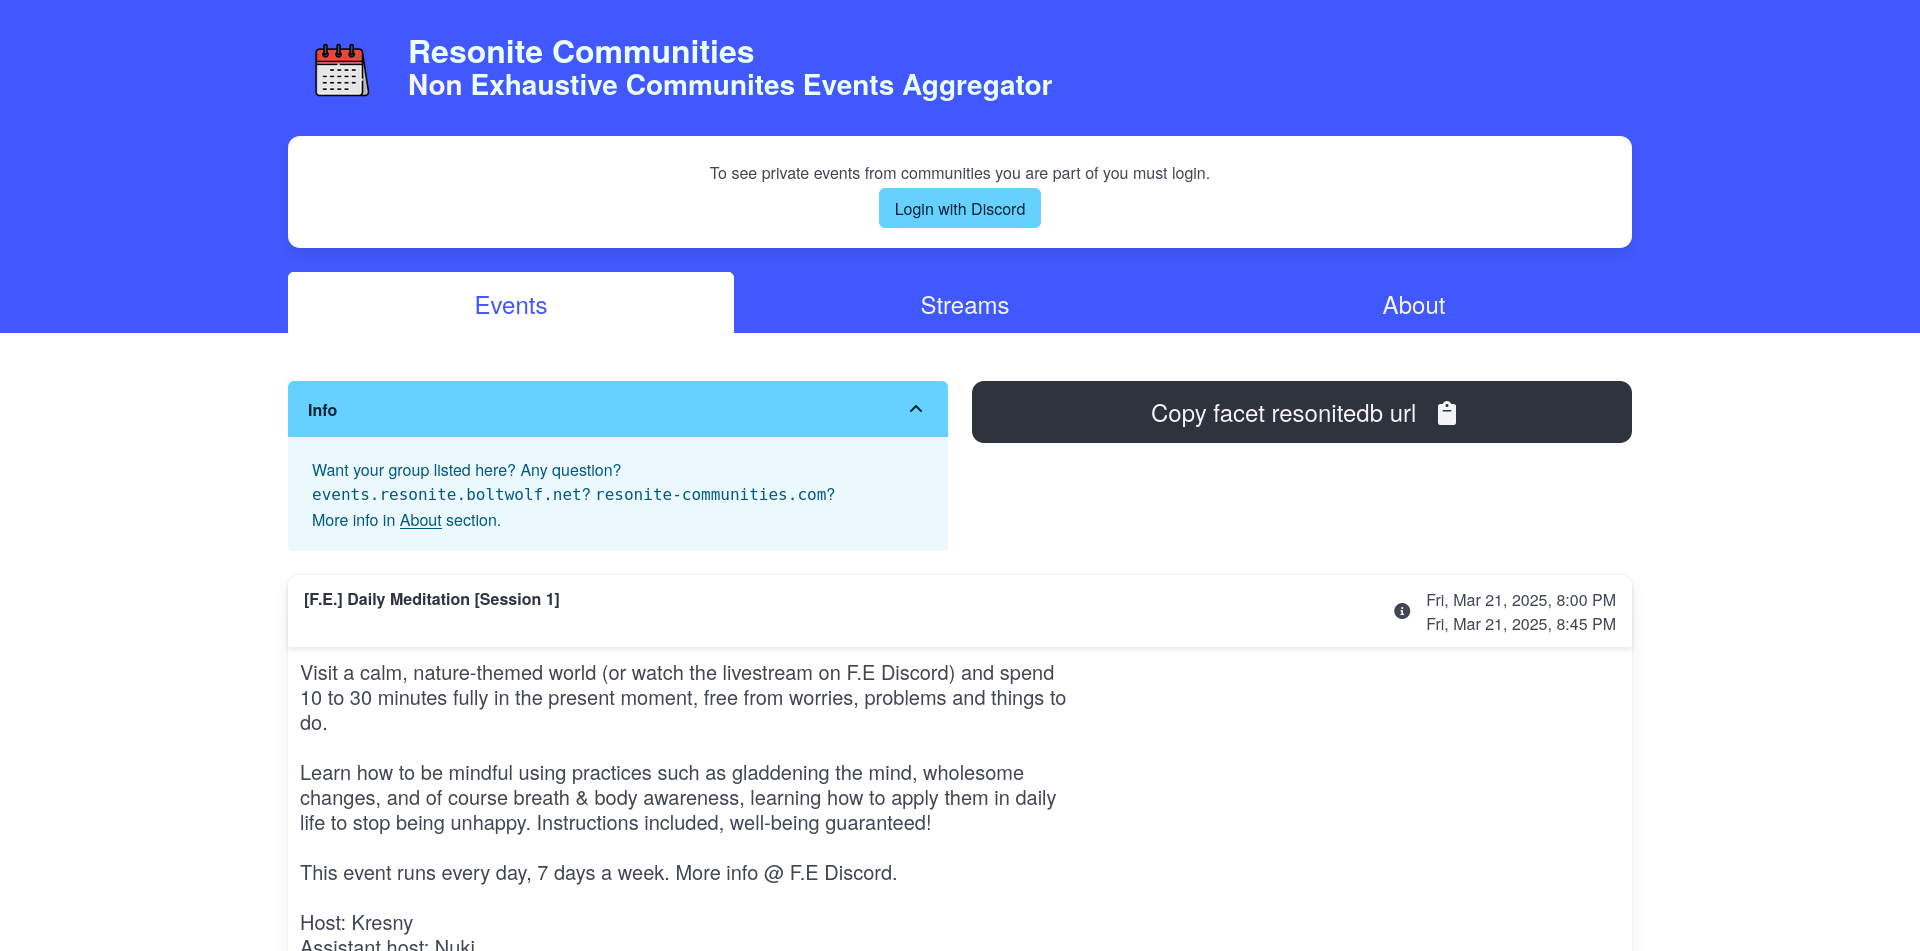 Resonite Communities
Non Exhaustive Communites Events Aggregator
To see private events from communities you are part of you must login.
Login with Discord
Events
Streams
About
Info
Copy facet resonitedb url
Want your group listed here? Any question?
events.resonite.boltwolf.net? resonite-communities.com?
More info in About section.
[F.E.] Daily Meditation [Session 1]
Fri, Mar 21, 2025, 8:00 PM
Fri, Mar 21, 2025, 8:45 PM
Visit a calm, nature-themed world (or watch the livestream on F.E Discord) and spend
10 to 30 minutes fully in the present moment, free from worries, problems and things to
do.
Learn how to be mindful using practices such as gladdening the mind, wholesome
changes, and of course breath & body awareness, learning how to apply them in daily
life to stop being unhappy. Instructions included, well-being guaranteed!
This event runs every day, 7 days a week. More info @ F.E Discord.
Host: Kresny
Assistant host: Nuki